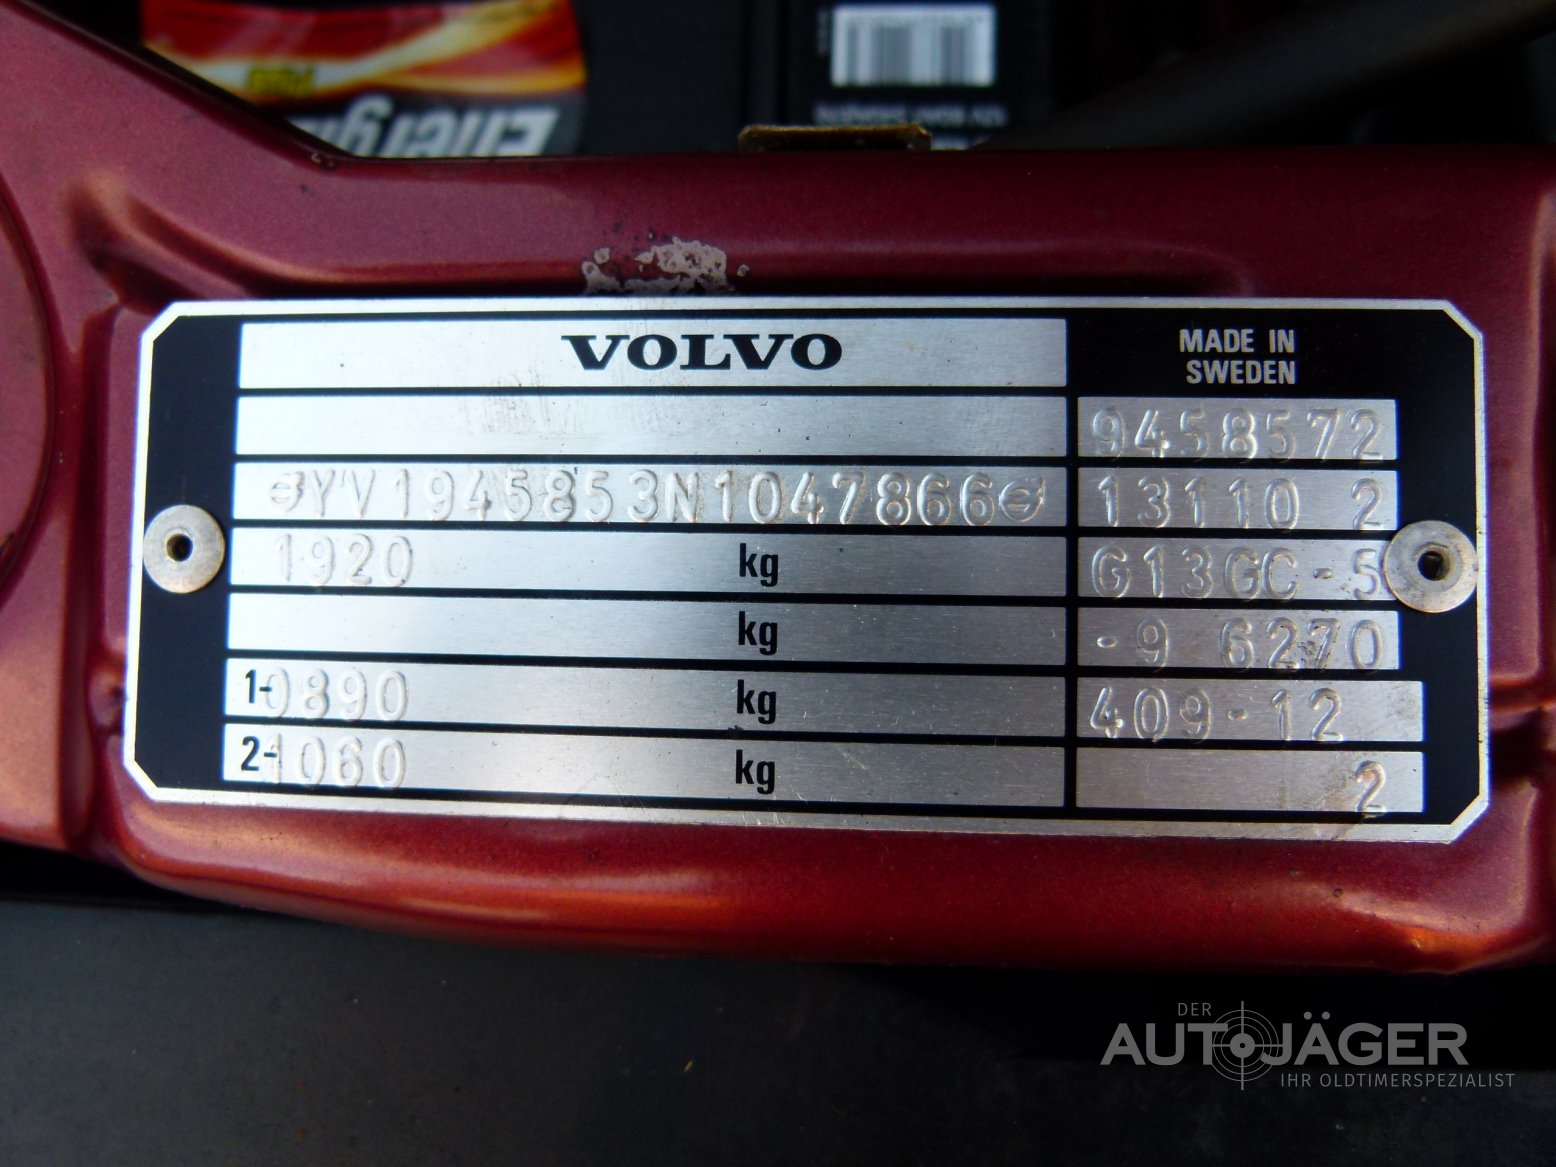 Energizer
VOLVO
MADE IN
SWEDEN
9458572
YV1945853N1047866
13110 2
1920 kg
G13GC-5
kg
-9 6270
1-0890 kg
409-12
2-1060 kg
2
DER
AUTOJÄGER
IHR OLDTIMERSPEZIALIST